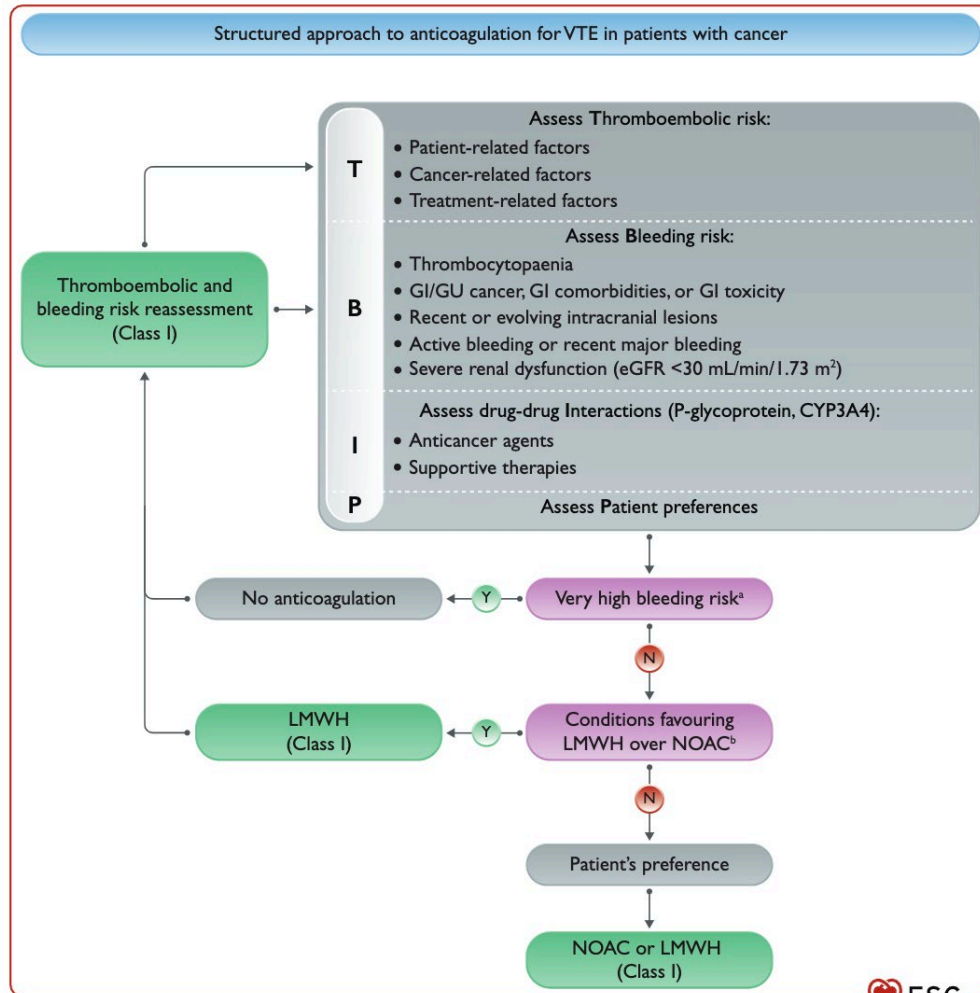 Structured approach to anticoagulation for VTE in patients with cancer
Assess Thromboembolic risk:
T
• Patient-related factors
• Cancer-related factors
• Treatment-related factors
Assess Bleeding risk:
B
• Thrombocytopaenia
• GI/GU cancer, GI comorbidities, or GI toxicity
• Recent or evolving intracranial lesions
• Active bleeding or recent major bleeding
• Severe renal dysfunction (eGFR <30 mL/min/1.73 m²)
Assess drug-drug Interactions (P-glycoprotein, CYP3A4):
I
• Anticancer agents
• Supportive therapies
P
Assess Patient preferences
Thromboembolic and
bleeding risk reassessment
(Class I)
Very high bleeding riskᵃ
Y
No anticoagulation
N
Conditions favouring
LMWH over NOACᵇ
Y
LMWH
(Class I)
N
Patient's preference
NOAC or LMWH
(Class I)
ESC